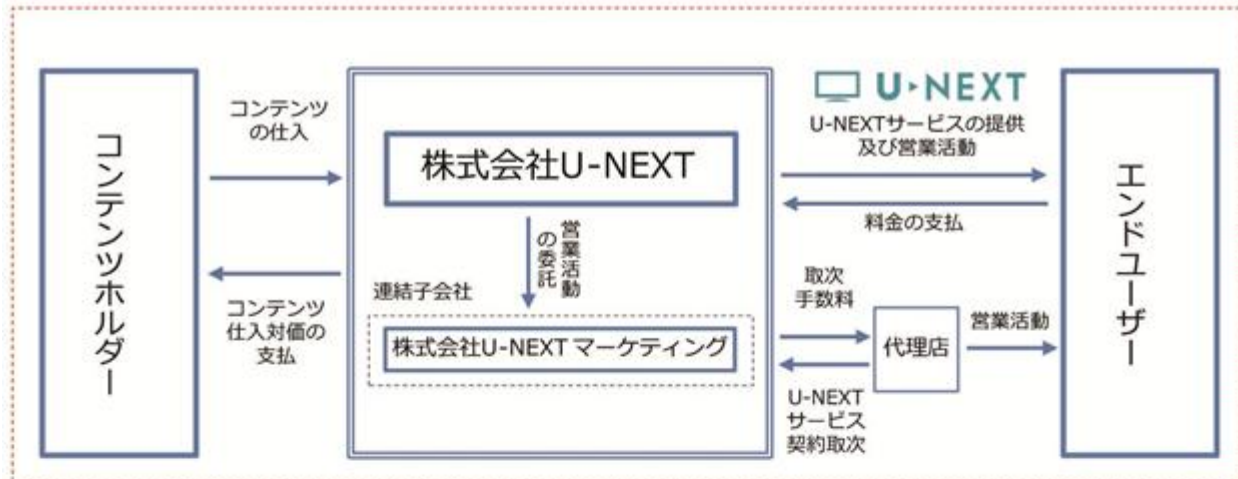 コンテンツホルダー
コンテンツ
の仕入
コンテンツ
仕入対価の
支払
株式会社U-NEXT
営業活動
の委託
連結子会社
株式会社U-NEXT マーケティング
U-NEXT
U-NEXTサービスの提供
及び営業活動
料金の支払
取次
手数料
代理店
営業活動
U-NEXT
サービス
契約取次
エンドユーザー